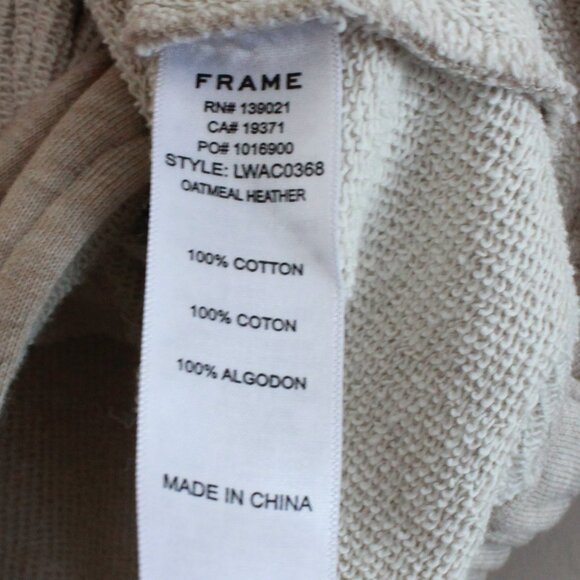 FRAME
RN# 139021
CA# 19371
PO# 1016900
STYLE: LWAC0368
OATMEAL HEATHER
100% COTTON
100% COTON
100% ALGODON
MADE IN CHINA